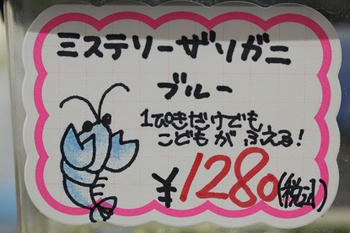 ミステリーザリガニ
ブルー
1ぴきだけでも
こどもがふえる!
¥1280(税込)